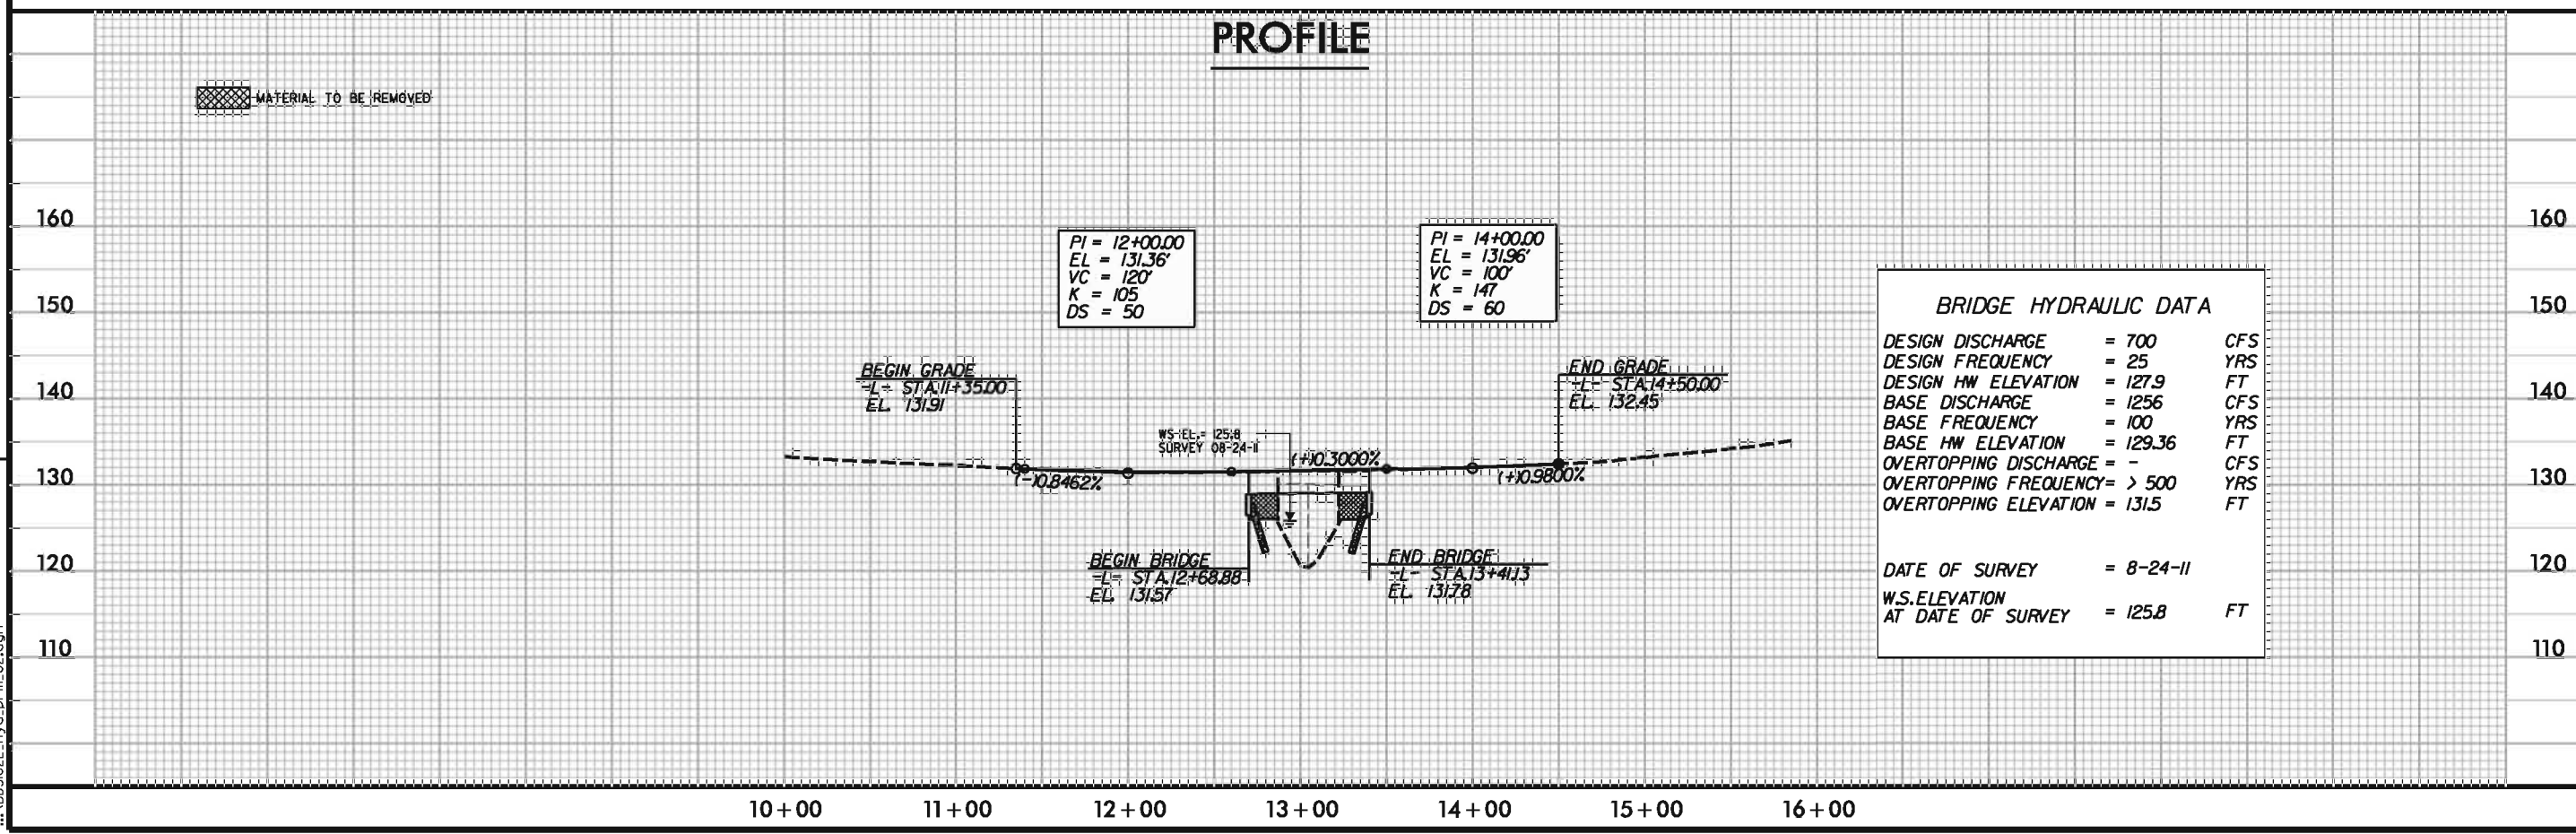 PROFILE
MATERIAL TO BE REMOVED
160
150
140
130
120
110
PI = 12+00.00
EL = 131.36'
VC = 120'
K = 105
DS = 50
PI = 14+00.00
EL = 131.96'
VC = 100'
K = 147
DS = 60
BEGIN GRADE
-L- STA.11+35.00
EL. 131.91
END GRADE
-L- STA.14+50.00
EL. 132.45
WS EL.= 125.8
SURVEY 08-24-11
(-)0.8462%
(+)0.3000%
(+)0.9800%
BEGIN BRIDGE
-L- STA.12+68.88
EL. 131.57
END BRIDGE
-L- STA.13+41.13
EL. 131.78
BRIDGE HYDRAULIC DATA
DESIGN DISCHARGE = 700 CFS
DESIGN FREQUENCY = 25 YRS
DESIGN HW ELEVATION = 127.9 FT
BASE DISCHARGE = 1256 CFS
BASE FREQUENCY = 100 YRS
BASE HW ELEVATION = 129.36 FT
OVERTOPPING DISCHARGE = - CFS
OVERTOPPING FREQUENCY= > 500 YRS
OVERTOPPING ELEVATION = 131.5 FT
DATE OF SURVEY = 8-24-11
W.S.ELEVATION
AT DATE OF SURVEY = 125.8 FT
160
150
140
130
120
110
10+00 11+00 12+00 13+00 14+00 15+00 16+00